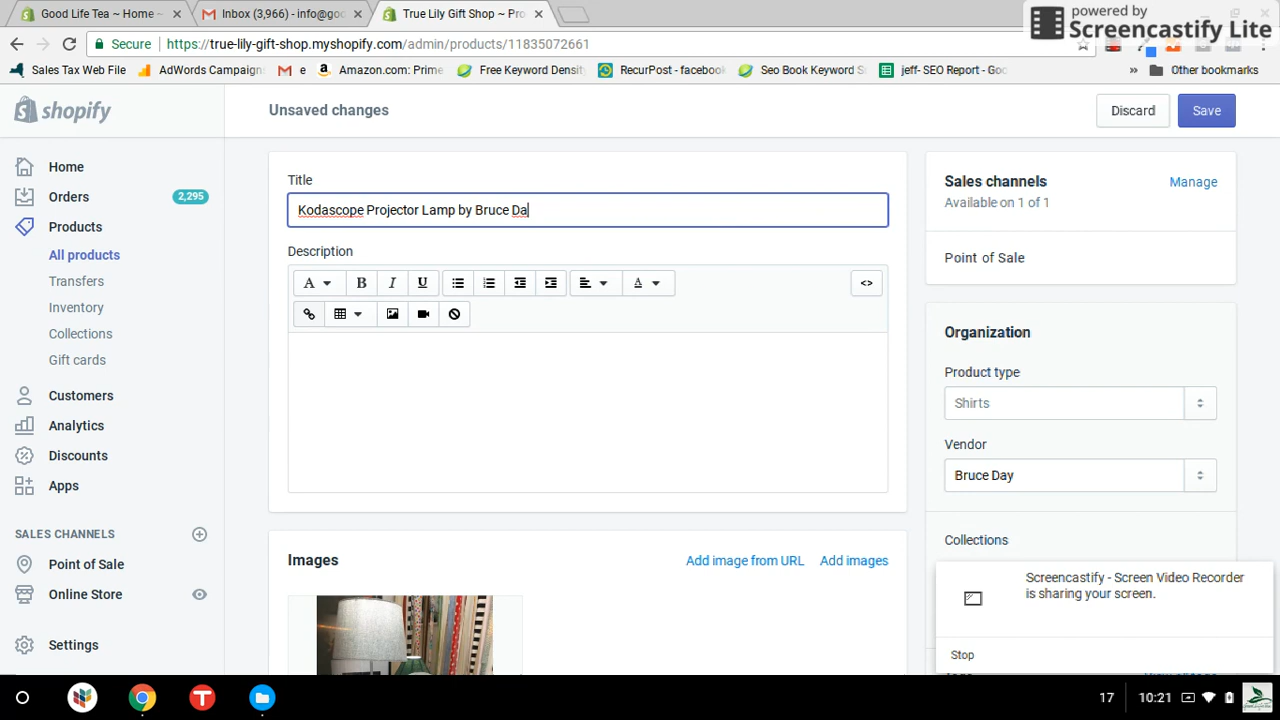 Good Life Tea ~ Home ~
Inbox (3,966) - info@goo
True Lily Gift Shop ~ Pro
powered by
Screencastify Lite
Secure https://true-lily-gift-shop.myshopify.com/admin/products/11835072661
Sales Tax Web File
AdWords Campaign
e
Amazon.com: Prime
Free Keyword Densit
RecurPost - facebook
Seo Book Keyword S
jeff- SEO Report - Goo
»
Other bookmarks
shopify
Unsaved changes
Discard
Save
Home
Orders
2,295
Products
All products
Transfers
Inventory
Collections
Gift cards
Customers
Analytics
Discounts
Apps
SALES CHANNELS
Point of Sale
Online Store
Settings
Title
Kodascope Projector Lamp by Bruce Da
Description
A B I U A <>
Images
Add image from URL
Add images
Sales channels
Manage
Available on 1 of 1
Point of Sale
Organization
Product type
Shirts
Vendor
Bruce Day
Collections
Screencastify - Screen Video Recorder
is sharing your screen.
Stop
17
10:21